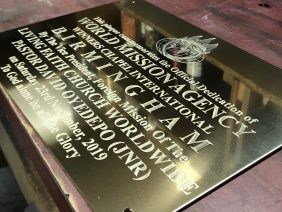 This plaque commemorates the Official Dedication of
WORLD MISSION AGENCY
WINNERS CHAPEL INTERNATIONAL
BIRMINGHAM
By the Vice President Foreign Mission Of The
LIVING FAITH CHURCH WORLDWIDE
PASTOR DAVID OYEDEPO (JNR)
On Saturday, 23rd November, 2019
To God alone be all the Glory